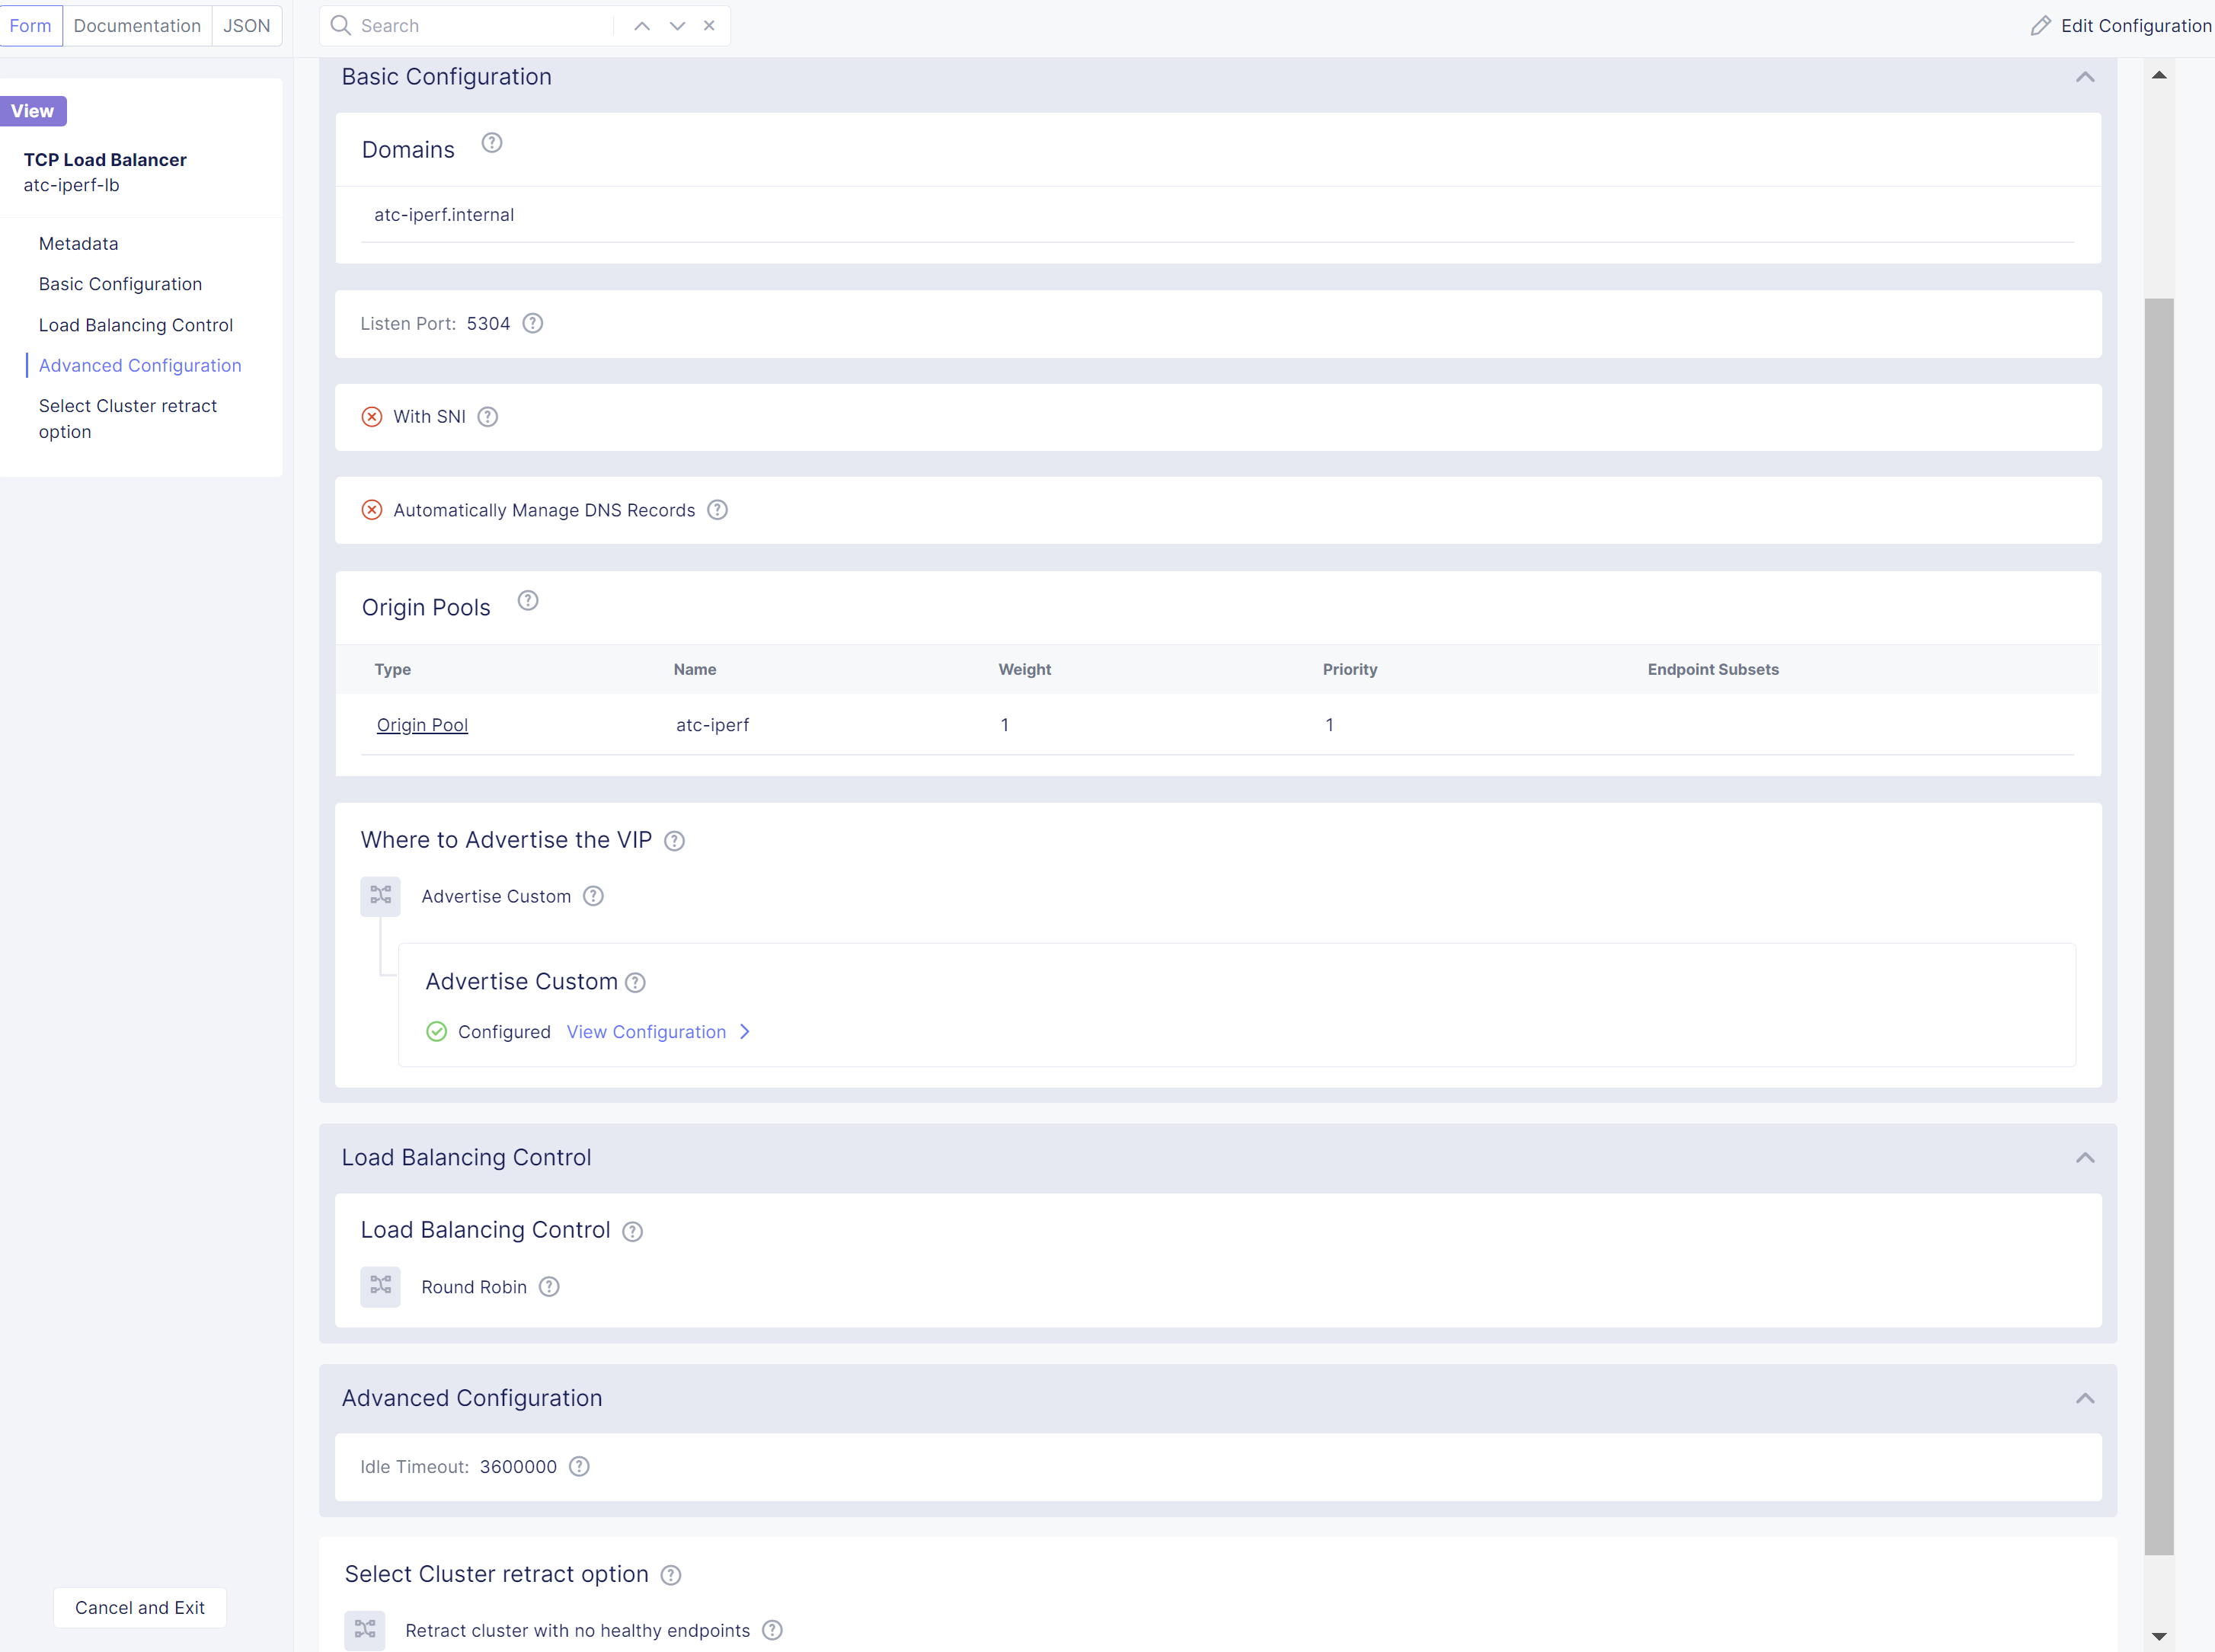 Form Documentation JSON
Search
Edit Configuration
View
TCP Load Balancer
atc-iperf-lb
Metadata
Basic Configuration
Load Balancing Control
Advanced Configuration
Select Cluster retract
option
Cancel and Exit
Basic Configuration
Domains
atc-iperf.internal
Listen Port: 5304
With SNI
Automatically Manage DNS Records
Origin Pools
Type Name Weight Priority Endpoint Subsets
Origin Pool atc-iperf 1 1
Where to Advertise the VIP
Advertise Custom
Advertise Custom
Configured View Configuration
Load Balancing Control
Load Balancing Control
Round Robin
Advanced Configuration
Idle Timeout: 3600000
Select Cluster retract option
Retract cluster with no healthy endpoints